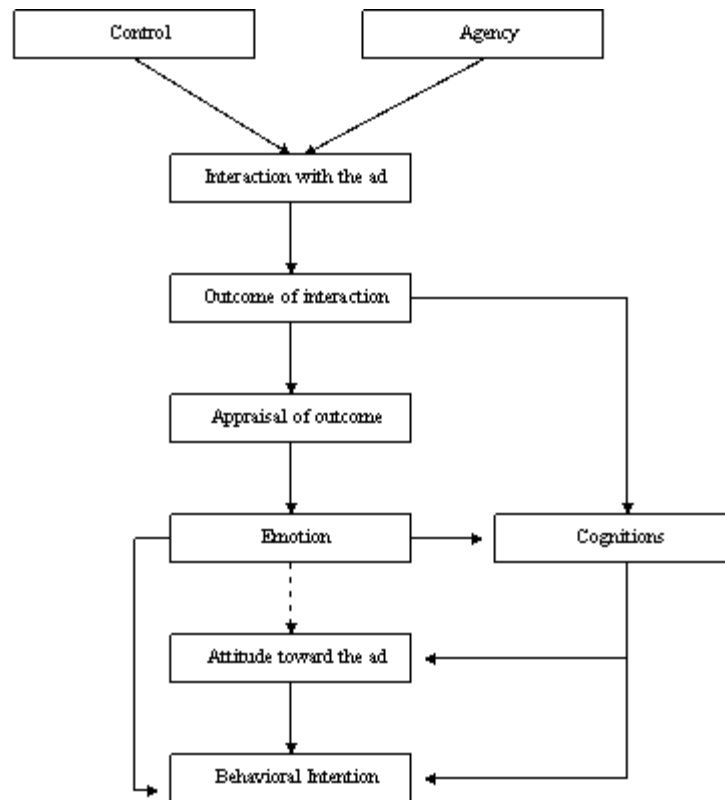 Control
Agency
Interaction with the ad
Outcome of interaction
Appraisal of outcome
Emotion
Cognitions
Attitude toward the ad
Behavioral Intention